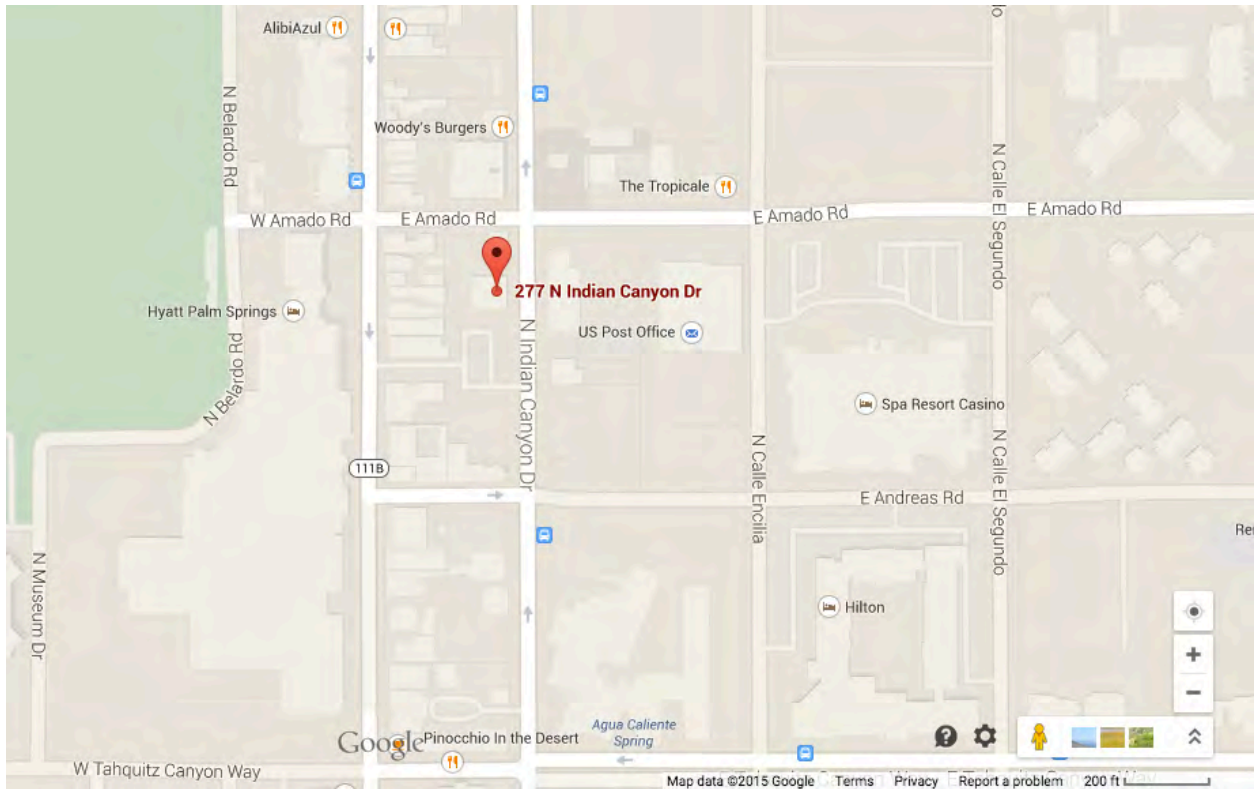 AlibiAzul
N Belardo Rd
Woody's Burgers
The Tropicale
N Calle El Segundo
W Amado Rd
E Amado Rd
E Amado Rd
E Amado Rd
277 N Indian Canyon Dr
Hyatt Palm Springs
US Post Office
N Indian Canyon Dr
N Belardo Rd
Spa Resort Casino
111B
N Calle Encilia
N Calle El Segundo
E Andreas Rd
N Museum Dr
Hilton
Agua Caliente
Spring
Google
Pinocchio In the Desert
W Tahquitz Canyon Way
Map data ©2015 Google
Terms
Privacy
Report a problem
200 ft